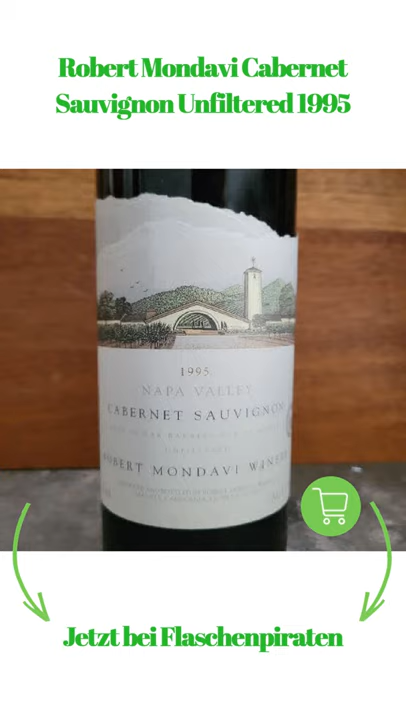 Robert Mondavi Cabernet
Sauvignon Unfiltered 1995
1995
NAPA VALLEY
CABERNET SAUVIGNON
UNFILTERED
ROBERT MONDAVI WINERY
Jetzt bei Flaschenpiraten